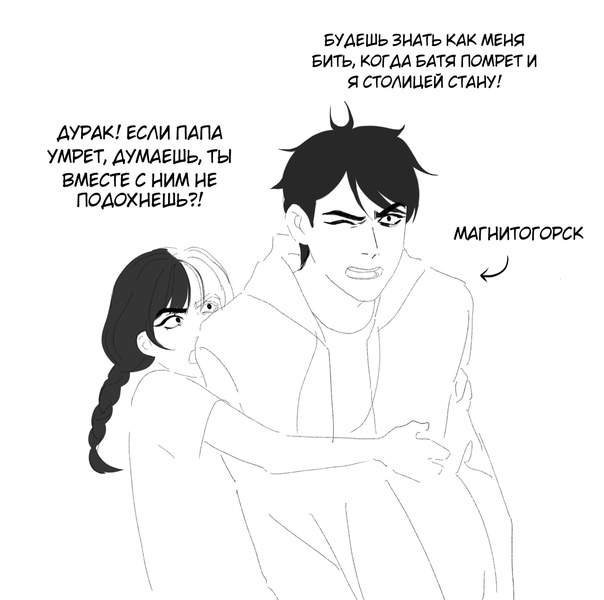 БУДЕШЬ ЗНАТЬ КАК МЕНЯ
БИТЬ, КОГДА БАТЯ ПОМРЕТ И
Я СТОЛИЦЕЙ СТАНУ!
ДУРАК! ЕСЛИ ПАПА
УМРЕТ, ДУМАЕШЬ, ТЫ
ВМЕСТЕ С НИМ НЕ
ПОДОХНЕШЬ?!
МАГНИТОГОРСК